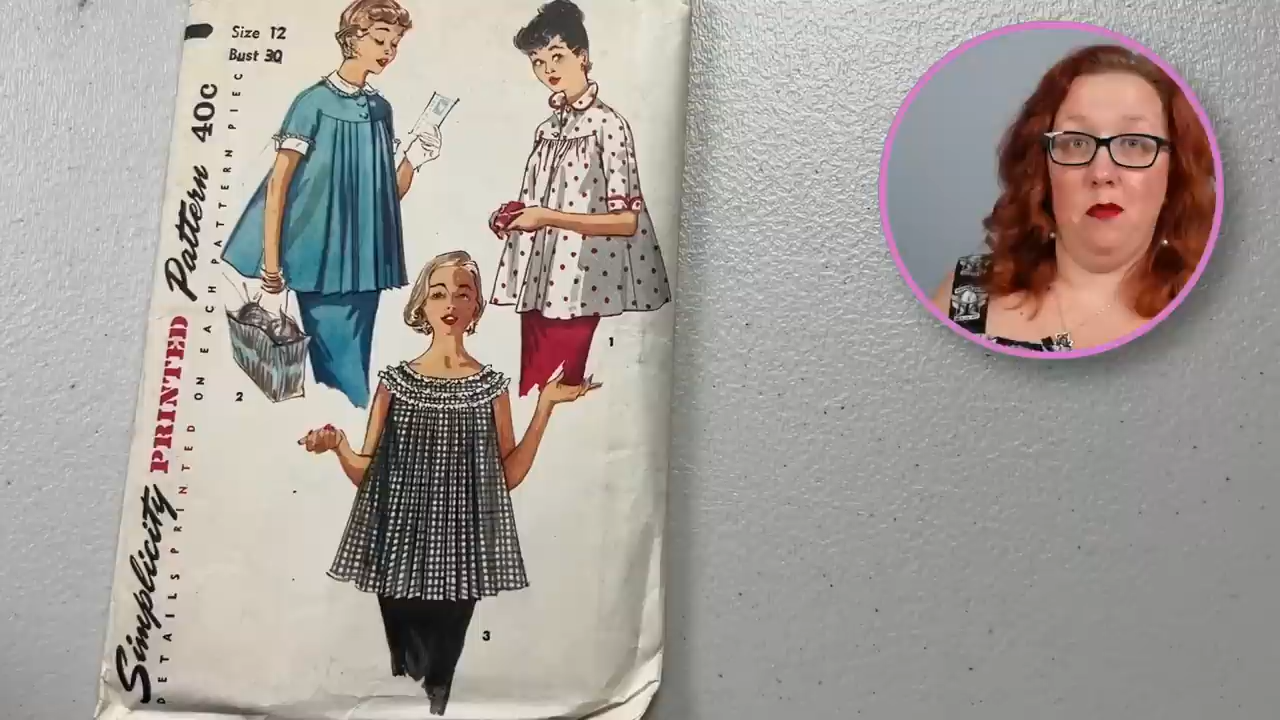 Size 12
Bust 30
Simplicity PRINTED Pattern 40c
DETAILS PRINTED ON EACH PATTERN PIEC
2
1
3